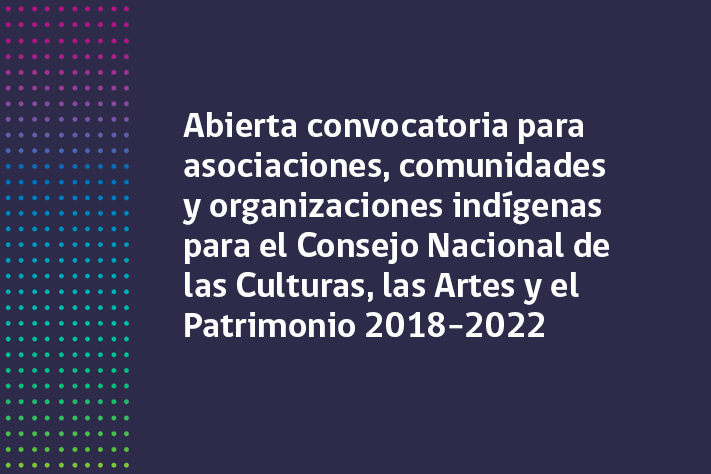 Abierta convocatoria para
asociaciones, comunidades
y organizaciones indígenas
para el Consejo Nacional de
las Culturas, las Artes y el
Patrimonio 2018-2022